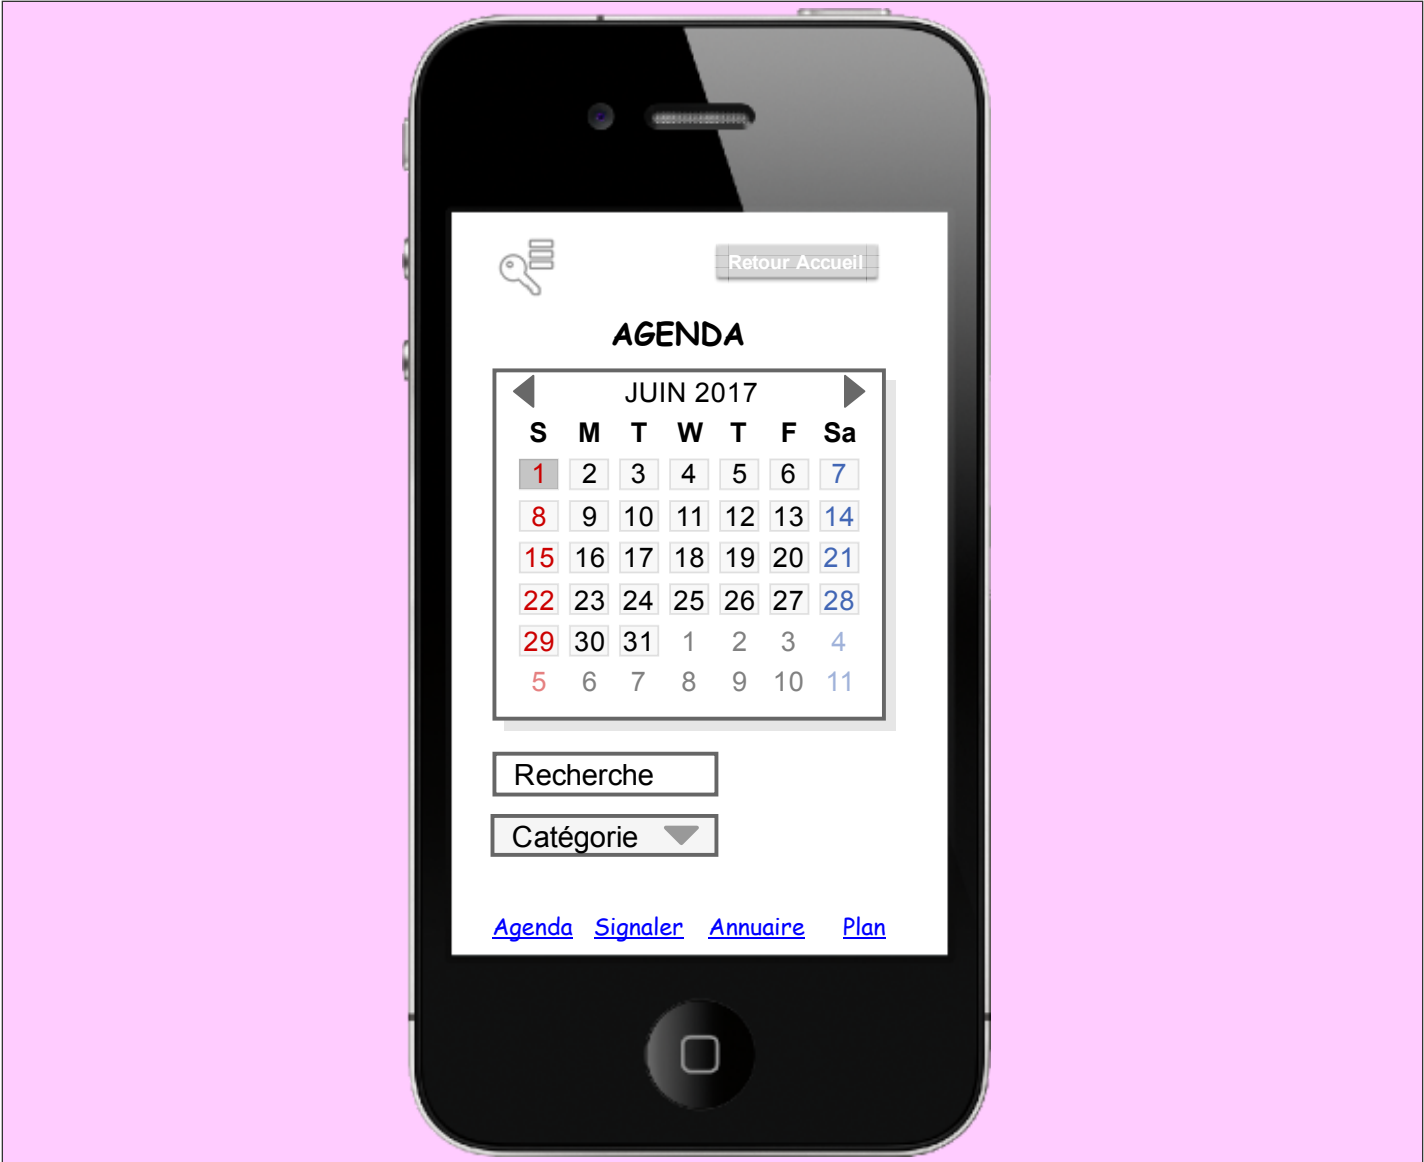 Retour Accueil
AGENDA
JUIN 2017
S M T W T F Sa
1 2 3 4 5 6 7
8 9 10 11 12 13 14
15 16 17 18 19 20 21
22 23 24 25 26 27 28
29 30 31 1 2 3 4
5 6 7 8 9 10 11
Recherche
Catégorie
Agenda Signaler Annuaire Plan